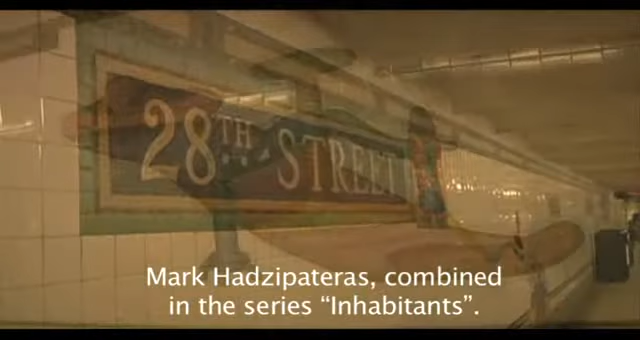 28TH STREET
Mark Hadzipateras, combined
in the series “Inhabitants”.